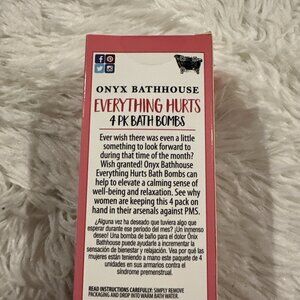 ONYX BATHHOUSE
EVERYTHING HURTS
4 PK BATH BOMBS
Ever wish there was even a little
something to look forward to
during that time of the month?
Wish granted! Onyx Bathhouse
Everything Hurts Bath Bombs can
help to elevate a calming sense of
well-being and relaxation. See why
women are keeping this 4 pack on
hand in their arsenals against PMS.
¿Alguna vez ha deseado que tuviera algo que
esperar durante ese período del mes? ¡Un deseo
inundado! Una bomba de baño para el dolor Onyx
Bathhouse puede ayudarle a incrementar la
sensación de bienestar y relajación. Vea por qué las
mujeres están teniendo a mano este paquete de 4
unidades en sus armarios contra el
síndrome premenstrual.
READ INSTRUCTIONS CAREFULLY: SIMPLY REMOVE
PACKAGING AND DROP INTO WARM BATH WATER.